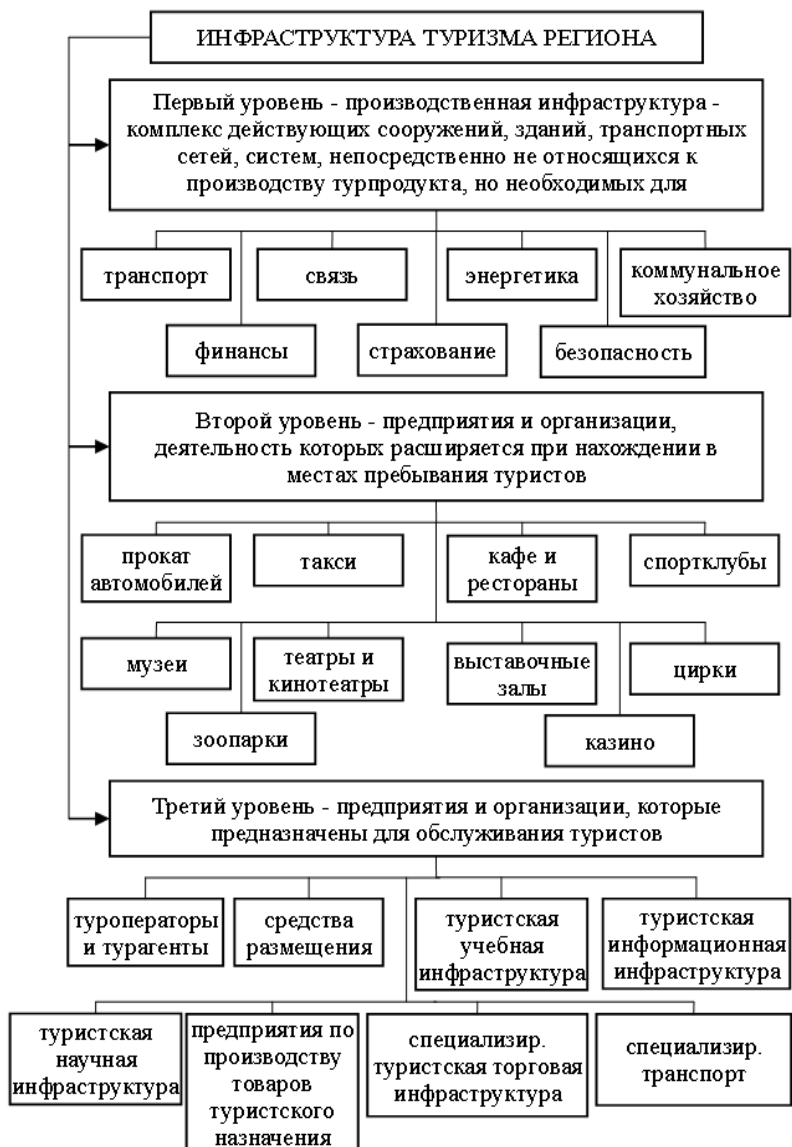 ИНФРАСТРУКТУРА ТУРИЗМА РЕГИОНА
Первый уровень - производственная инфраструктура -
комплекс действующих сооружений, зданий, транспортных
сетей, систем, непосредственно не относящихся к
производству турпродукта, но необходимых для
транспорт
связь
энергетика
коммунальное
хозяйство
финансы
страхование
безопасность
Второй уровень - предприятия и организации,
деятельность которых расширяется при нахождении в
местах пребывания туристов
прокат
автомобилей
такси
кафе и
рестораны
спортклубы
музеи
театры и
кинотеатры
выставочные
залы
цирки
зоопарки
казино
Третий уровень - предприятия и организации, которые
предназначены для обслуживания туристов
туроператоры
и турагенты
средства
размещения
туристская
учебная
инфраструктура
туристская
информационная
инфраструктура
туристская
научная
инфраструктура
предприятия по
производству
товаров
туристского
назначения
специализир.
туристская торговая
инфраструктура
специализир.
транспорт